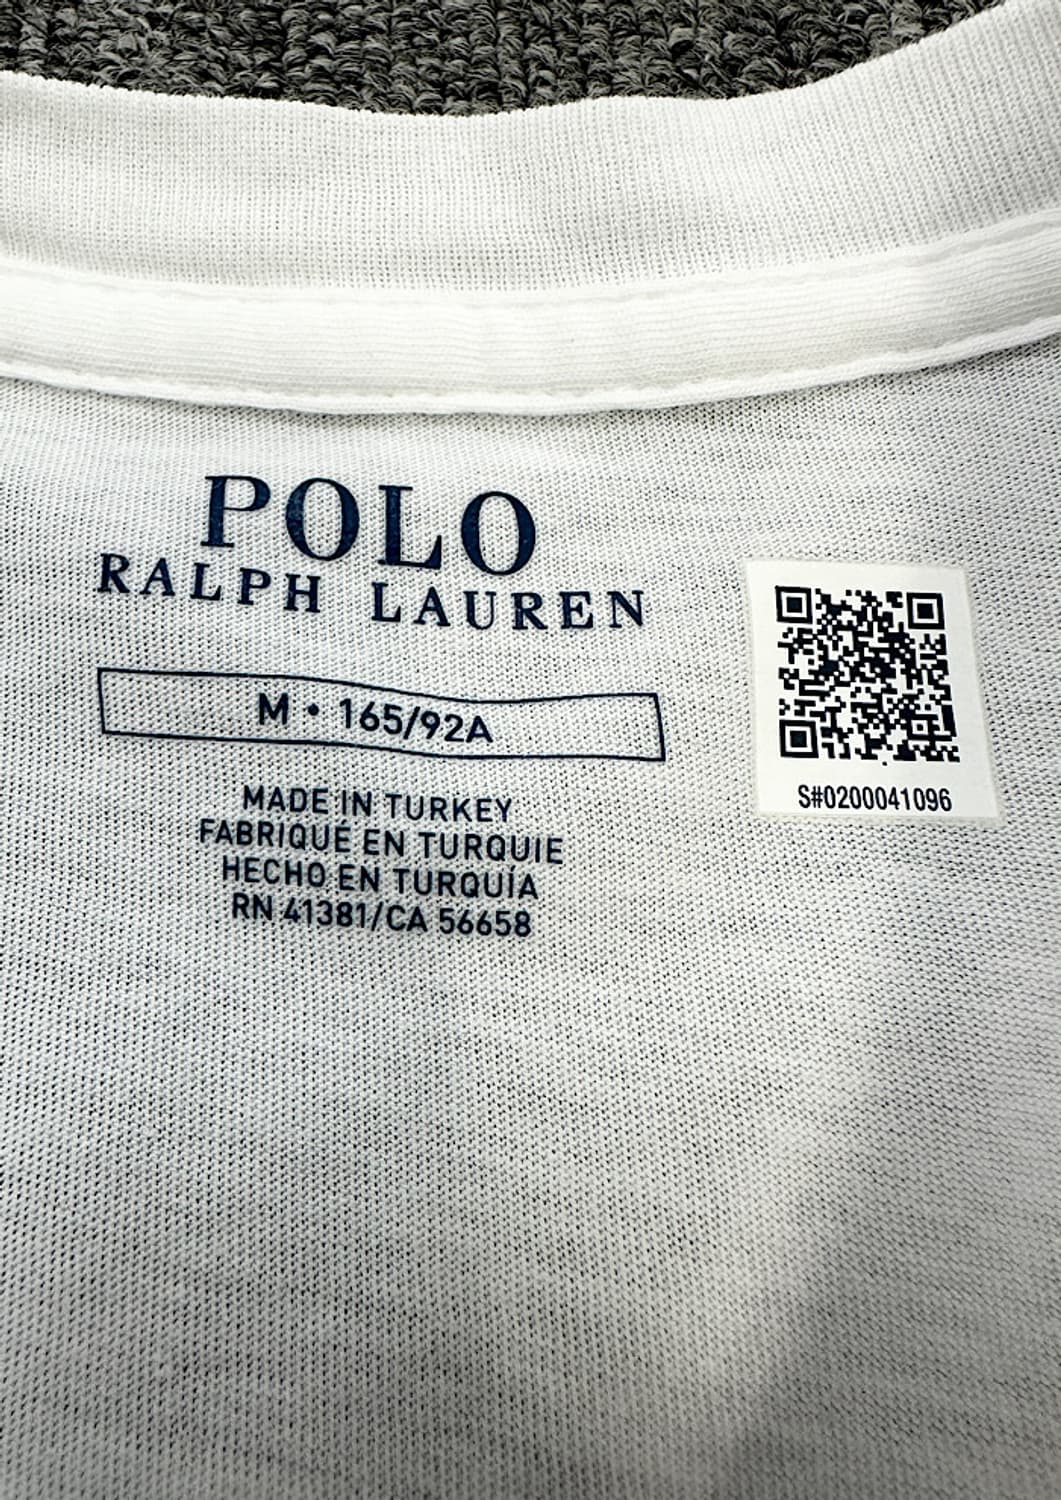 POLO
RALPH LAUREN
M • 165/92A
MADE IN TURKEY
FABRIQUÉ EN TURQUIE
HECHO EN TURQUÍA
RN 41381/CA 56658
S#0200041096